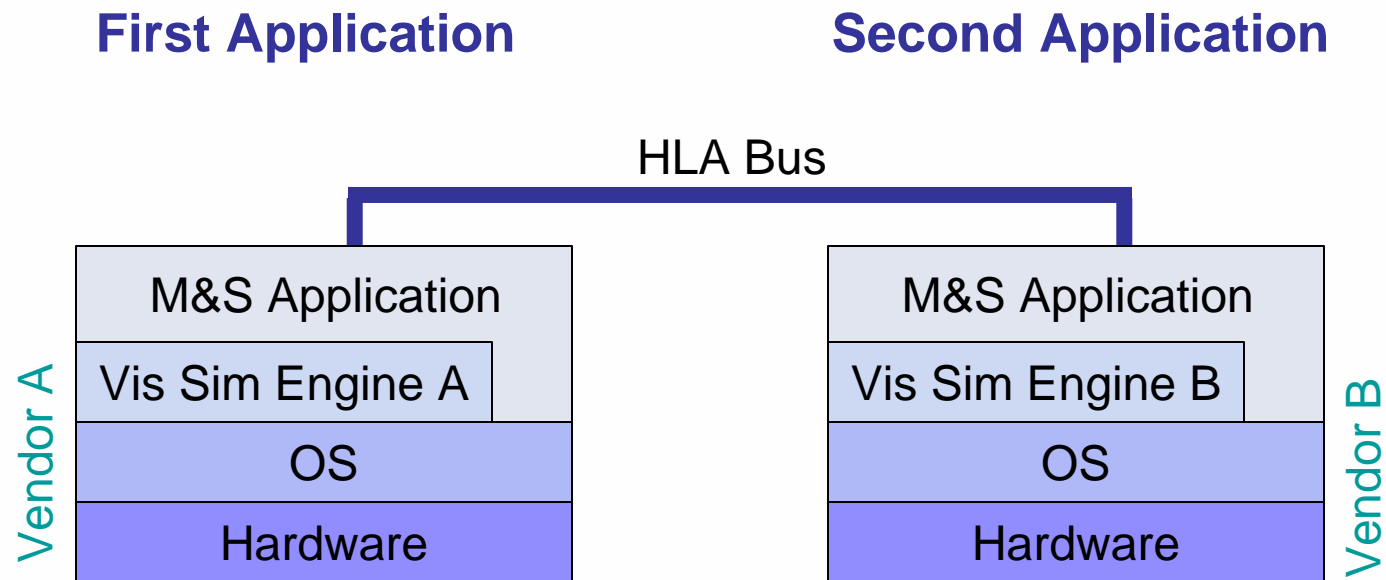 First Application
Second Application
HLA Bus
M&S Application
Vis Sim Engine A
OS
Hardware
Vendor A
M&S Application
Vis Sim Engine B
OS
Hardware
Vendor B